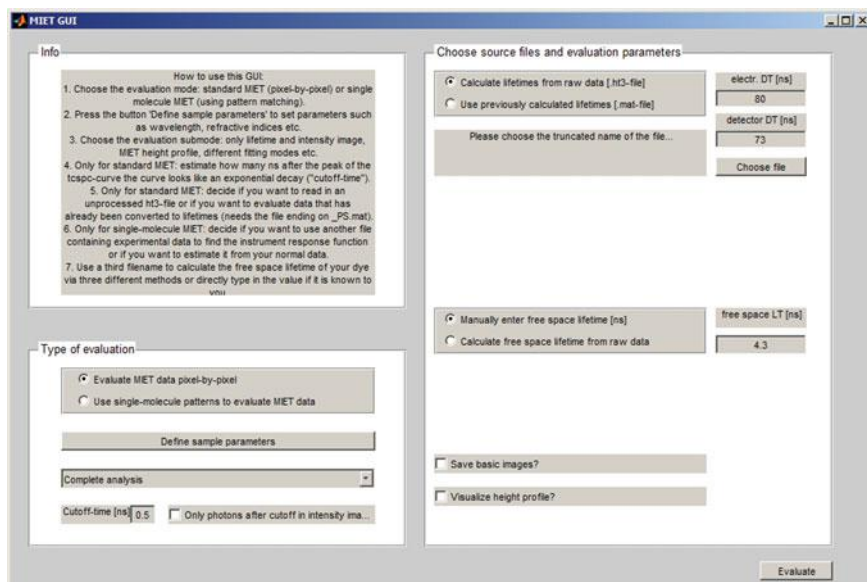 MIET GUI
Info
How to use this GUI:
1. Choose the evaluation mode: standard MIET (pixel-by-pixel) or single
molecule MIET (using pattern matching).
2. Press the button 'Define sample parameters' to set parameters such
as wavelength, refractive indices etc.
3. Choose the evaluation submode: only lifetime and intensity image,
MIET height profile, different fitting modes etc.
4. Only for standard MIET: estimate how many ns after the peak of the
tcspc-curve the curve looks like an exponential decay ("cutoff-time").
5. Only for standard MIET: decide if you want to read in an
unprocessed ht3-file or if you want to evaluate data that has
already been converted to lifetimes (needs the file ending on _PS.mat).
6. Only for single-molecule MIET: decide if you want to use another file
containing experimental data to find the instrument response function
or if you want to estimate it from your normal data.
7. Use a third filename to calculate the free space lifetime of your dye
via three different methods or directly type in the value if it is known to
you
Type of evaluation
Evaluate MIET data pixel-by-pixel
Use single-molecule patterns to evaluate MIET data
Define sample parameters
Complete analysis
Cutoff-time [ns] 0.5 Only photons after cutoff in intensity ima...
Choose source files and evaluation parameters
Calculate lifetimes from raw data [.ht3-file]
Use previously calculated lifetimes [.mat-file]
electr. DT [ns]
80
detector DT [ns]
73
Please choose the truncated name of the file...
Choose file
Manually enter free space lifetime [ns]
Calculate free space lifetime from raw data
free space LT [ns]
4.3
Save basic images?
Visualize height profile?
Evaluate